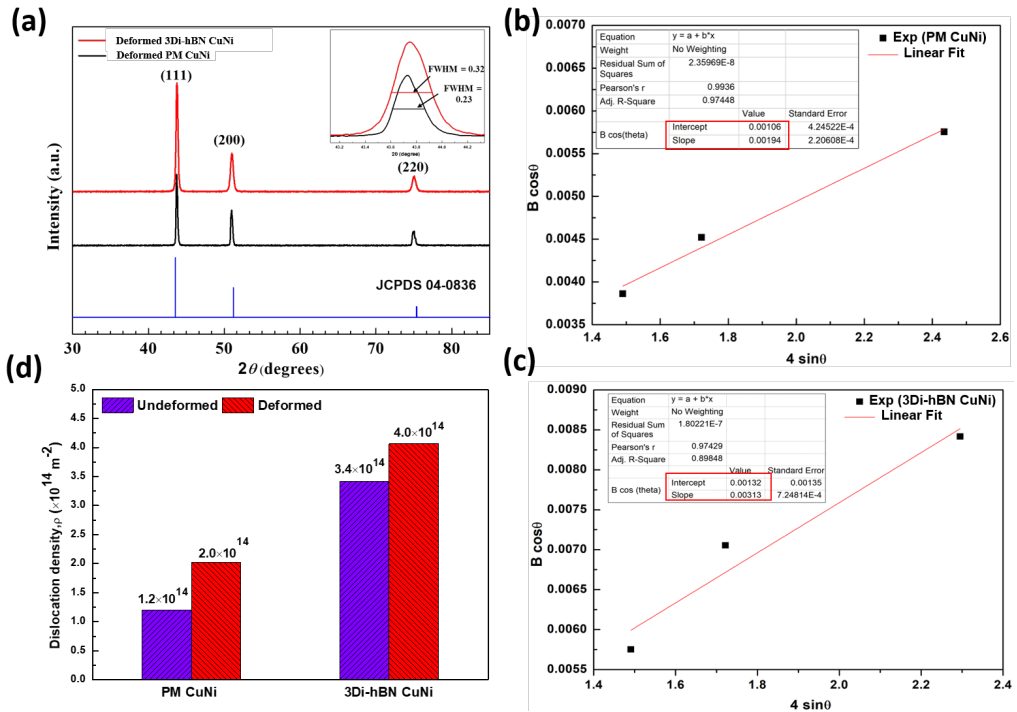 (a)
Deformed 3Di-hBN CuNi
Deformed PM CuNi
(111)
(200)
(220)
FWHM = 0.32
FWHM =
0.23
43.2 43.6 44.0 44.2
2θ (degree)
JCPDS 04-0836
Intensity (a.u.)
30 40 50 60 70 80
2θ (degrees)
(b)
0.0070
0.0065
0.0060
0.0055
0.0050
0.0045
0.0040
0.0035
B cosθ
1.4 1.6 1.8 2.0 2.2 2.4 2.6
4 sinθ
Exp (PM CuNi)
Linear Fit
Equation y = a + b*x
Weight No Weighting
Residual Sum of
Squares 2.35969E-8
Pearson's r 0.9936
Adj. R-Square 0.97448
Value Standard Error
B cos(theta) Intercept 0.00106 4.24522E-4
Slope 0.00194 2.20608E-4
(d)
5.0
4.5
4.0
3.5
3.0
2.5
2.0
1.5
1.0
0.5
0.0
Dislocation density,ρ (×10^14 m^-2)
Undeformed
Deformed
1.2×10^14
2.0×10^14
3.4×10^14
4.0×10^14
PM CuNi 3Di-hBN CuNi
(c)
0.0090
0.0085
0.0080
0.0075
0.0070
0.0065
0.0060
0.0055
B cosθ
1.4 1.6 1.8 2.0 2.2 2.4
4 sinθ
Exp (3Di-hBN CuNi)
Linear Fit
Equation y = a + b*x
Weight No Weighting
Residual Sum
of Squares 1.80221E-7
Pearson's r 0.97429
Adj. R-Square 0.89848
Value Standard Error
B cos (theta) Intercept 0.00132 0.00135
Slope 0.00313 7.24814E-4